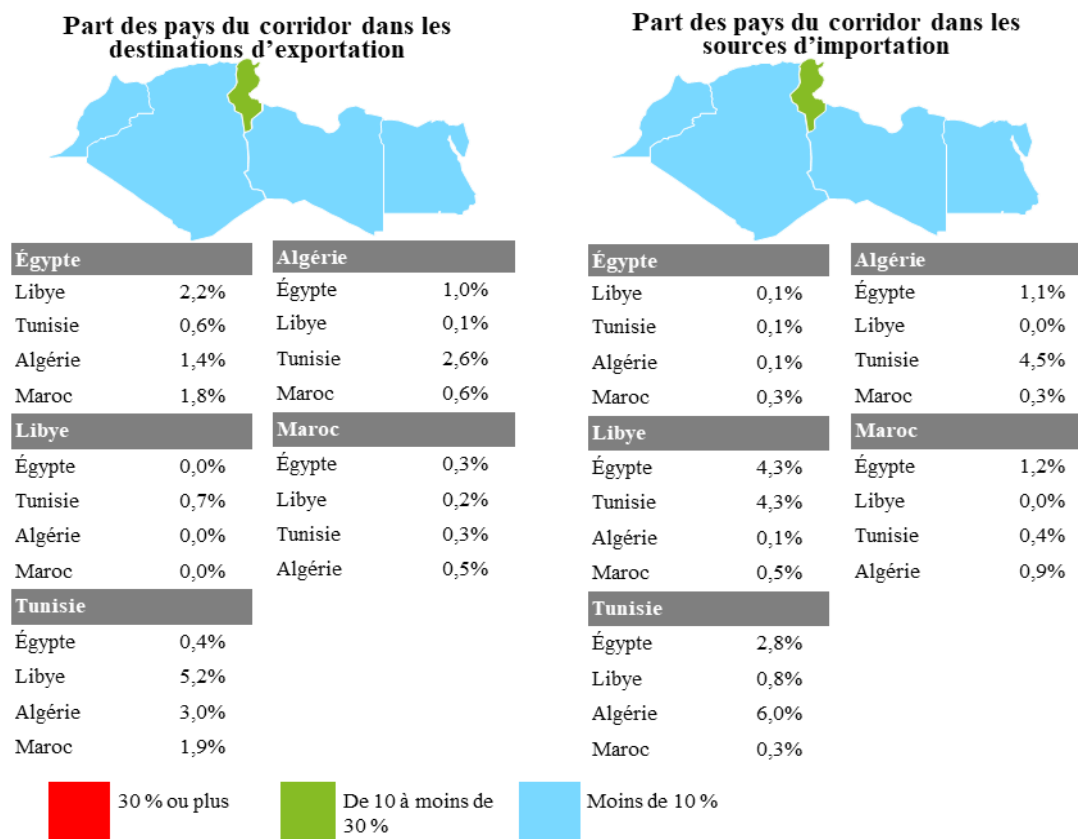 Part des pays du corridor dans les
destinations d’exportation
Égypte
Libye 2,2%
Tunisie 0,6%
Algérie 1,4%
Maroc 1,8%
Libye
Égypte 0,0%
Tunisie 0,7%
Algérie 0,0%
Maroc 0,0%
Tunisie
Égypte 0,4%
Libye 5,2%
Algérie 3,0%
Maroc 1,9%
Algérie
Égypte 1,0%
Libye 0,1%
Tunisie 2,6%
Maroc 0,6%
Maroc
Égypte 0,3%
Libye 0,2%
Tunisie 0,3%
Algérie 0,5%
Part des pays du corridor dans les
sources d’importation
Égypte
Libye 0,1%
Tunisie 0,1%
Algérie 0,1%
Maroc 0,3%
Libye
Égypte 4,3%
Tunisie 4,3%
Algérie 0,1%
Maroc 0,5%
Tunisie
Égypte 2,8%
Libye 0,8%
Algérie 6,0%
Maroc 0,3%
Algérie
Égypte 1,1%
Libye 0,0%
Tunisie 4,5%
Maroc 0,3%
Maroc
Égypte 1,2%
Libye 0,0%
Tunisie 0,4%
Algérie 0,9%
30 % ou plus
De 10 à moins de
30 %
Moins de 10 %